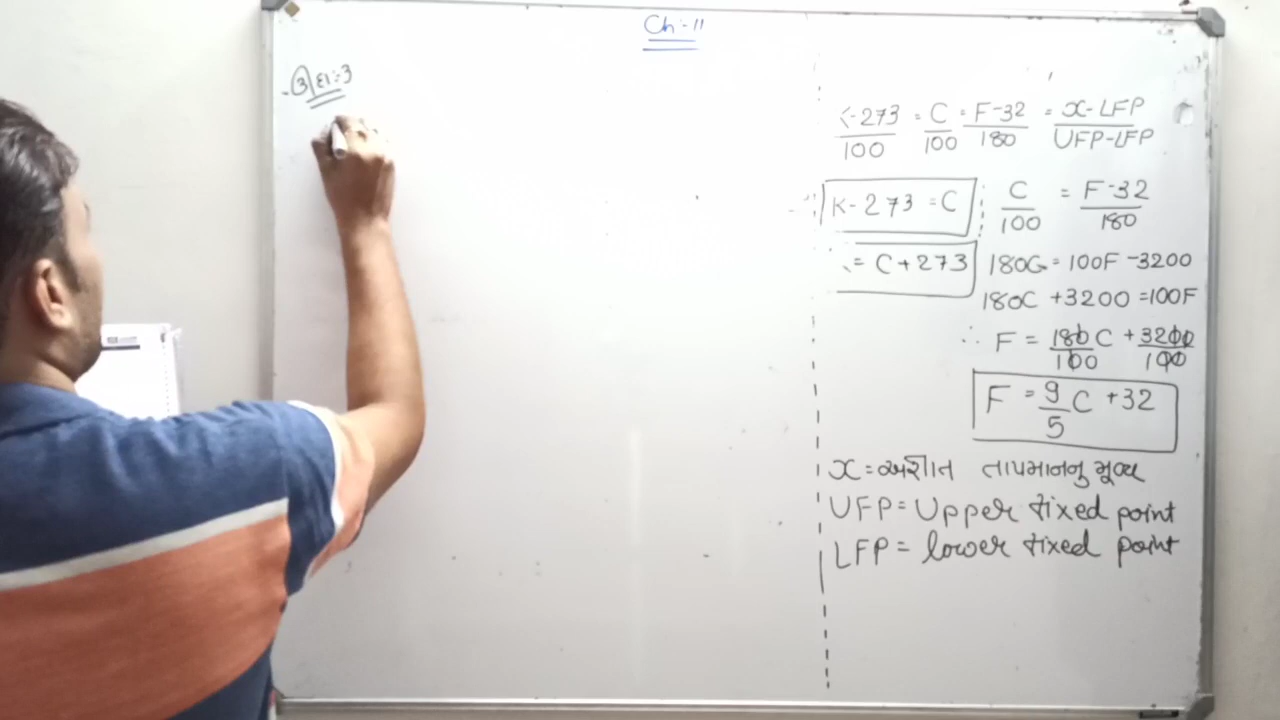 Ch:-11
ઉદા:-3
K-273/100 = C/100 = F-32/180 = x-LFP/UFP-LFP
K-273 = C
C/100 = F-32/180
= C+273
180C = 100F -3200
180C +3200 =100F
∴ F = 180/100 C + 3200/100
F = 9/5 C +32
x = અજ્ઞાત તાપમાનનુ મૂલ્ય
UFP = Upper fixed point
LFP = lower fixed point